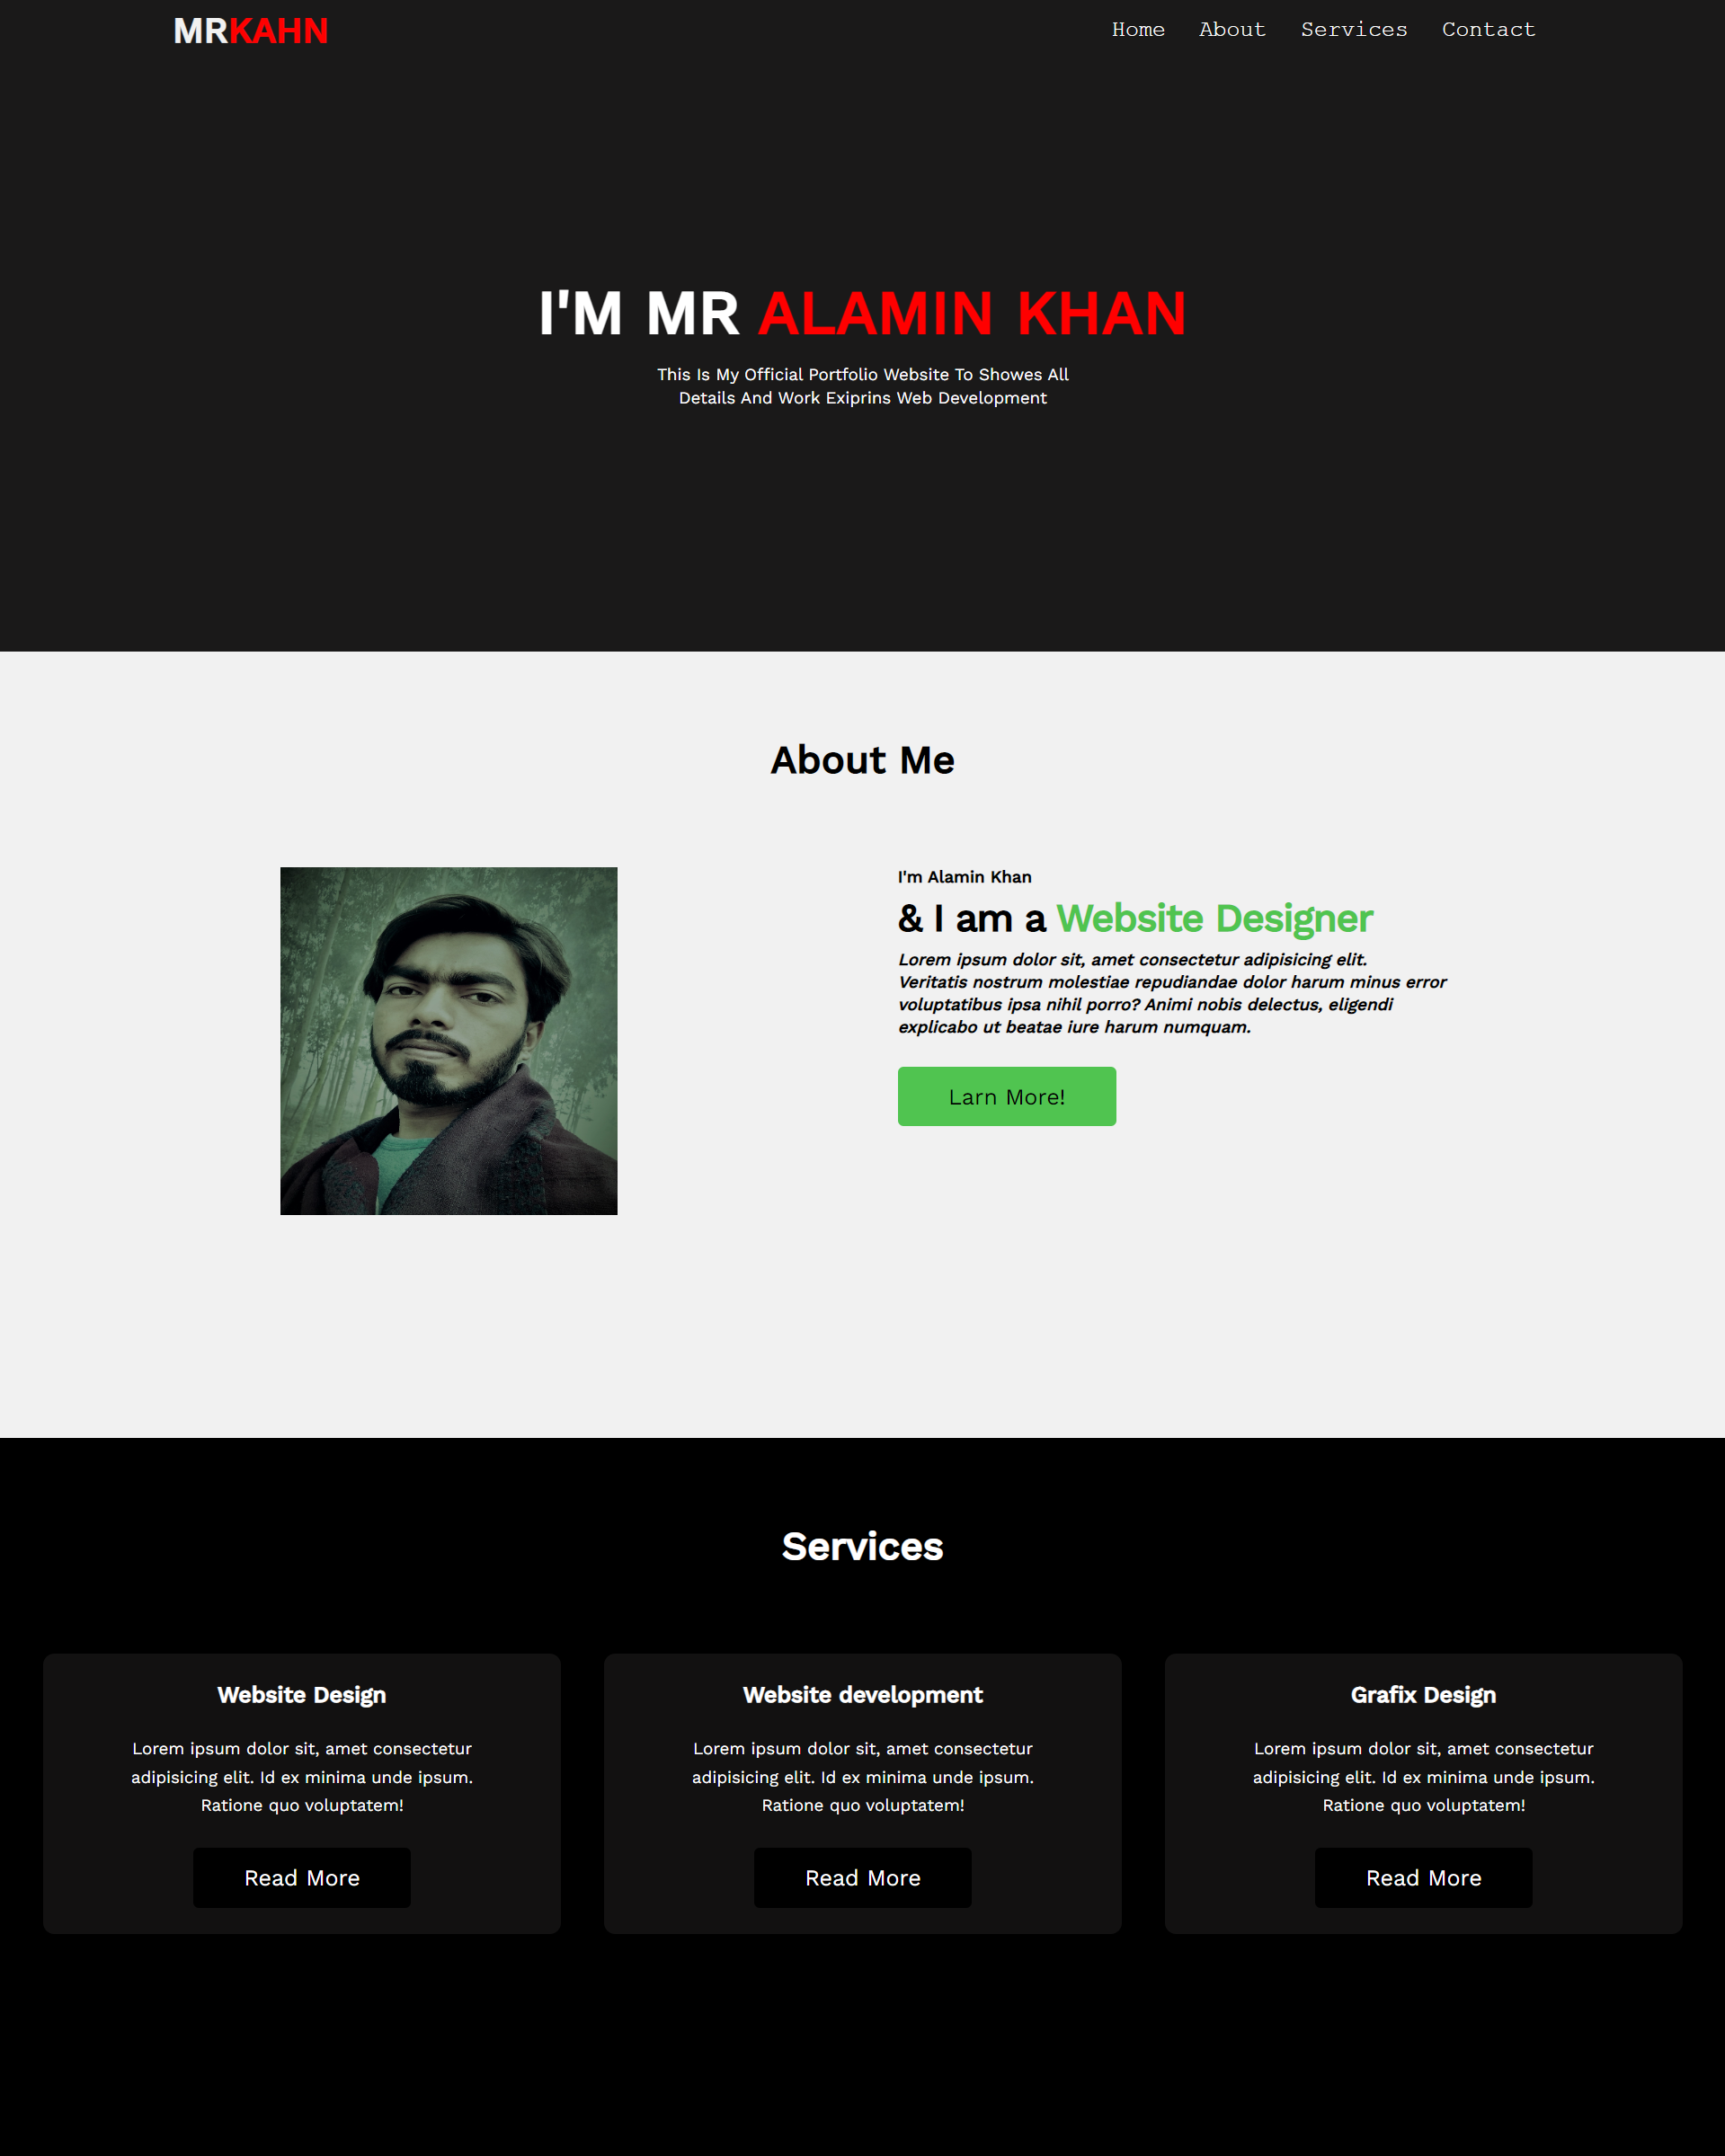 MRKAHN
Home About Services Contact
I'M MR ALAMIN KHAN
This Is My Official Portfolio Website To Showes All
Details And Work Exiprins Web Development
About Me
I'm Alamin Khan
& I am a Website Designer
Lorem ipsum dolor sit, amet consectetur adipisicing elit.
Veritatis nostrum molestiae repudiandae dolor harum minus error
voluptatibus ipsa nihil porro? Animi nobis delectus, eligendi
explicabo ut beatae iure harum numquam.
Larn More!
Services
Website Design
Lorem ipsum dolor sit, amet consectetur
adipisicing elit. Id ex minima unde ipsum.
Ratione quo voluptatem!
Read More
Website development
Lorem ipsum dolor sit, amet consectetur
adipisicing elit. Id ex minima unde ipsum.
Ratione quo voluptatem!
Read More
Grafix Design
Lorem ipsum dolor sit, amet consectetur
adipisicing elit. Id ex minima unde ipsum.
Ratione quo voluptatem!
Read More